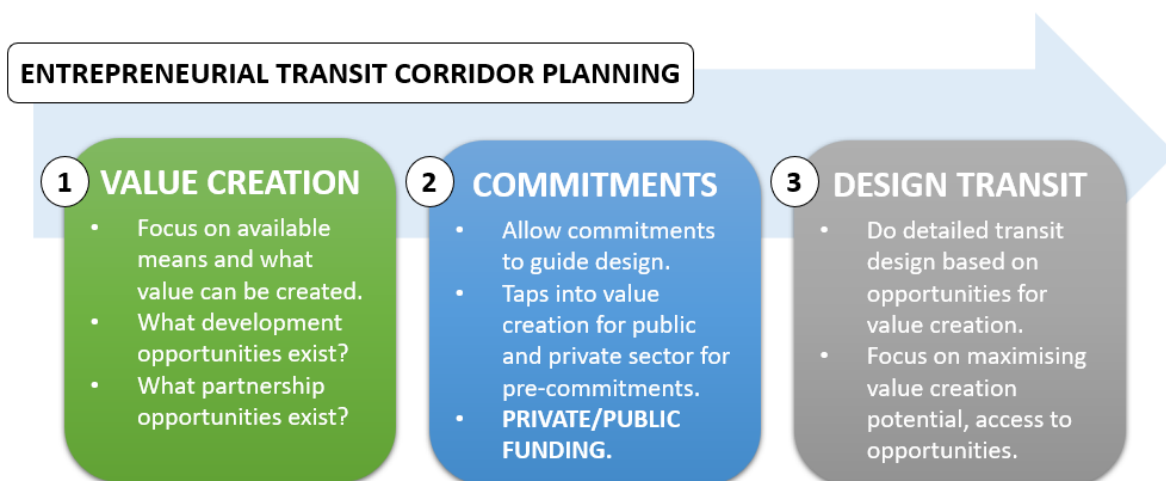 ENTREPRENEURIAL TRANSIT CORRIDOR PLANNING
1 VALUE CREATION
• Focus on available
means and what
value can be created.
• What development
opportunities exist?
• What partnership
opportunities exist?
2 COMMITMENTS
• Allow commitments
to guide design.
• Taps into value
creation for public
and private sector for
pre-commitments.
• PRIVATE/PUBLIC
FUNDING.
3 DESIGN TRANSIT
• Do detailed transit
design based on
opportunities for
value creation.
• Focus on maximising
value creation
potential, access to
opportunities.